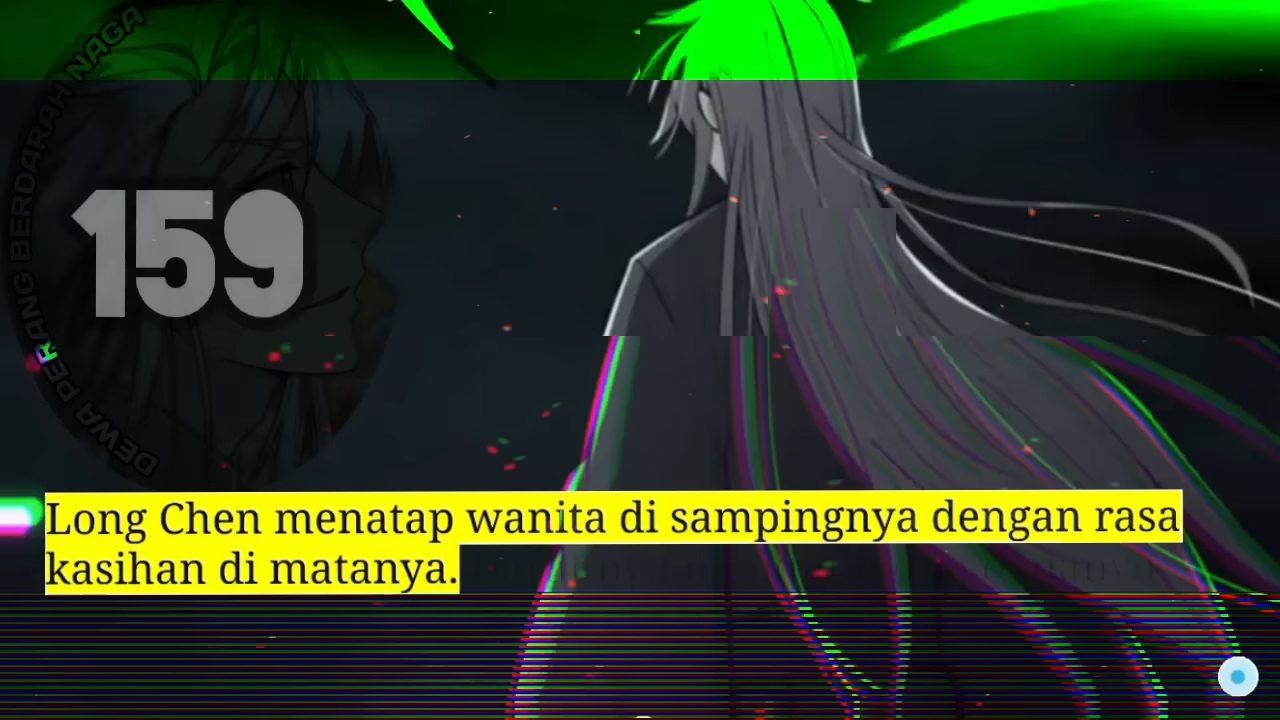 DEWA PERANG BERDARAH NAGA
159
Long Chen menatap wanita di sampingnya dengan rasa
kasihan di matanya.